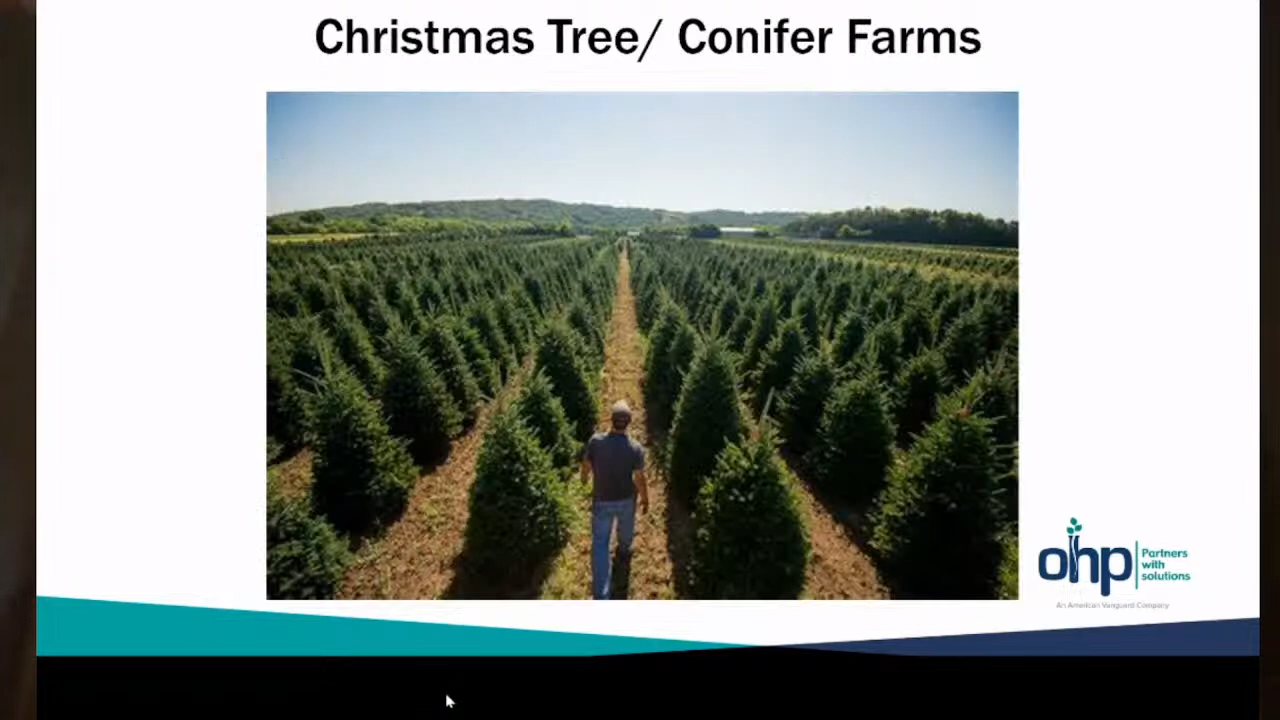 Christmas Tree/ Conifer Farms
ohp
Partners
with
solutions
An American Vanguard Company